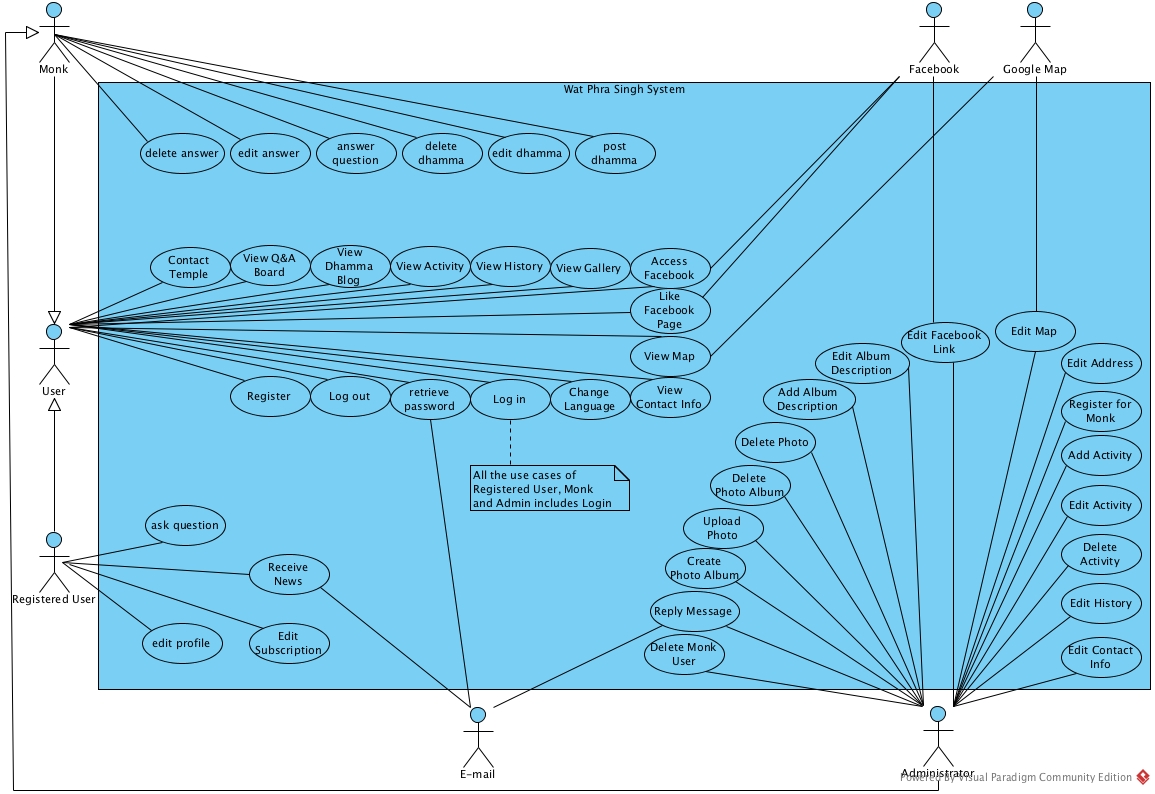 Monk
Facebook
Google Map
Wat Phra Singh System
delete answer
edit answer
answer
question
delete
dhamma
edit dhamma
post
dhamma
Contact
Temple
View Q&A
Board
View
Dhamma
Blog
View Activity
View History
View Gallery
Access
Facebook
Like
Facebook
Page
View Map
User
Register
Log out
retrieve
password
Log in
Change
Language
View
Contact Info
Edit Facebook
Link
Edit Map
Edit Album
Description
Edit Address
Add Album
Description
Register for
Monk
Delete Photo
Add Activity
Delete
Photo Album
Edit Activity
All the use cases of
Registered User, Monk
and Admin includes Login
Upload
Photo
ask question
Delete
Activity
Create
Photo Album
Receive
News
Registered User
Edit History
Reply Message
edit profile
Edit
Subscription
Delete Monk
User
Edit Contact
Info
E-mail
Administrator
Powered By Visual Paradigm Community Edition